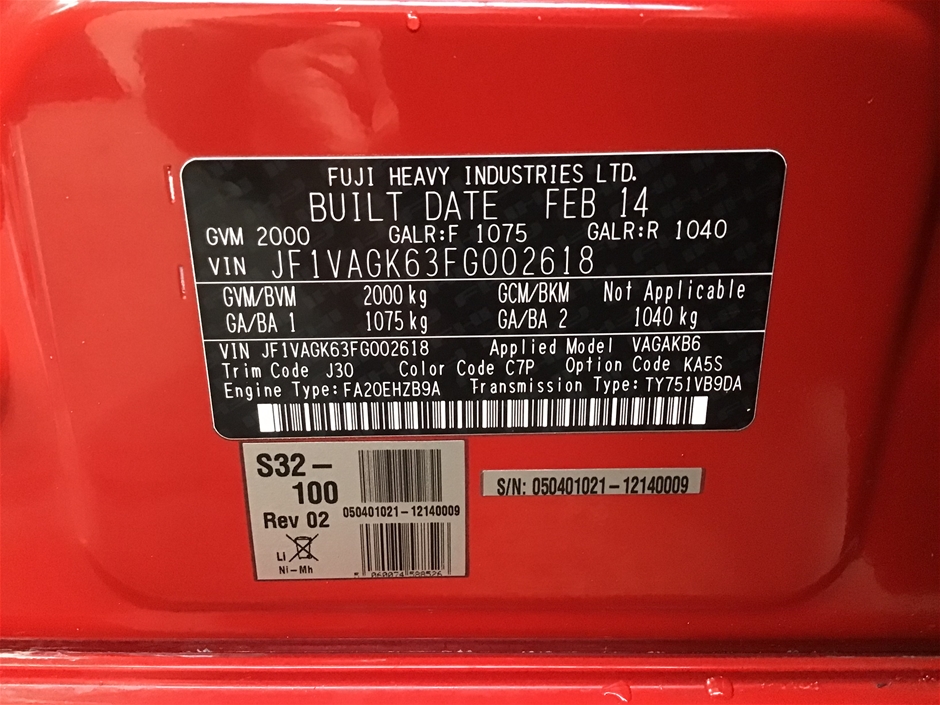 FUJI HEAVY INDUSTRIES LTD.
BUILT DATE FEB 14
GVM 2000 GALR:F 1075 GALR:R 1040
VIN JF1VAGK63FG002618
GVM/BVM 2000 kg GCM/BKM Not Applicable
GA/BA 1 1075 kg GA/BA 2 1040 kg
VIN JF1VAGK63FG002618 Applied Model VAGAKB6
Trim Code J30 Color Code C7P Option Code KA5S
Engine Type: FA20EHZB9A Transmission Type: TY751VB9DA
S32-
100
Rev 02
050401021-12140009
LI
Ni-Mh
S/N: 050401021-12140009